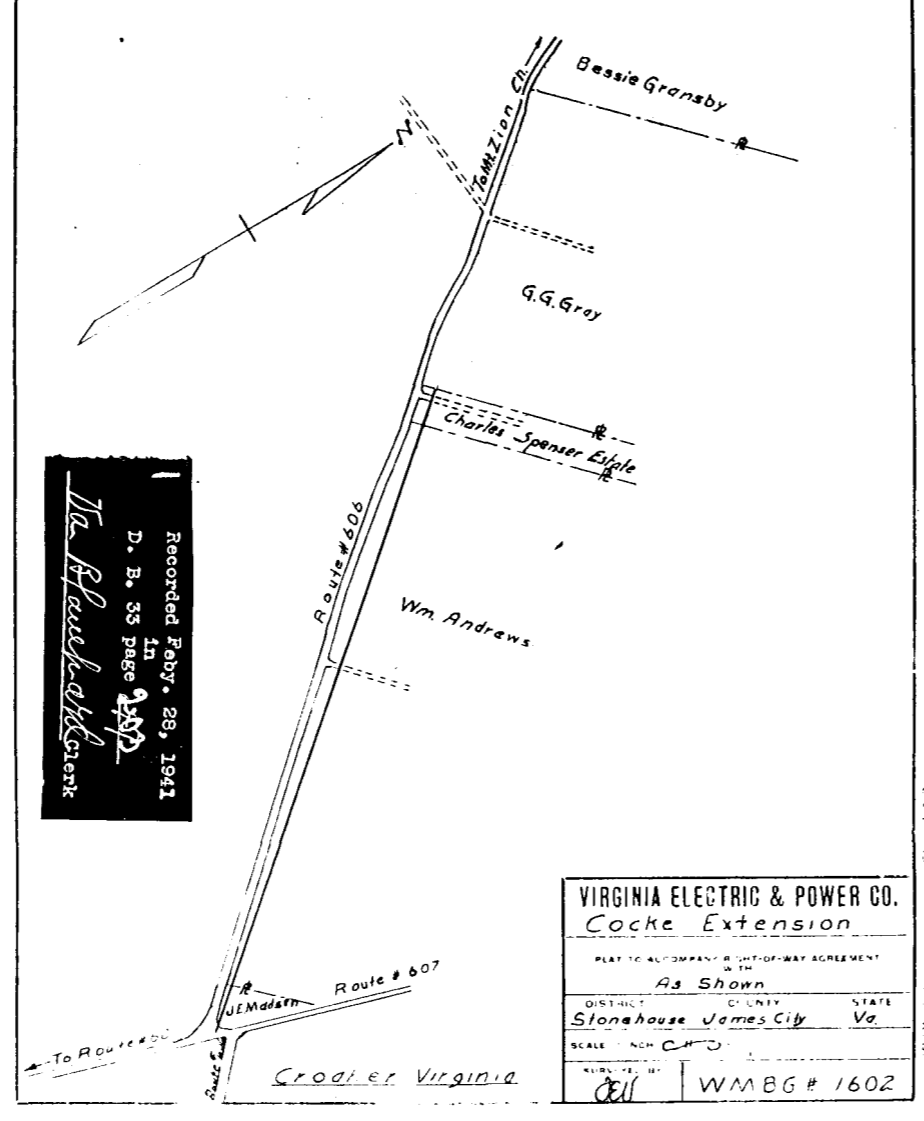 Bessie Gransby
To Mt. Zion Ch.
N
G.G. Gray
Charles Spenser Estate
Route # 606
Wm. Andrews
Recorded Feby. 28, 1941
in
D. B. 33 page
Clerk
J.E. Madsen
Route # 607
To Route #60
Croaker Virginia
VIRGINIA ELECTRIC & POWER CO.
Cocke Extension
PLAT TO ACCOMPANY RIGHT-OF-WAY AGREEMENT
WITH
As Shown
DISTRICT COUNTY STATE
Stonehouse James City Va.
SCALE INCH
SURVEYED BY
WMBG # 1602